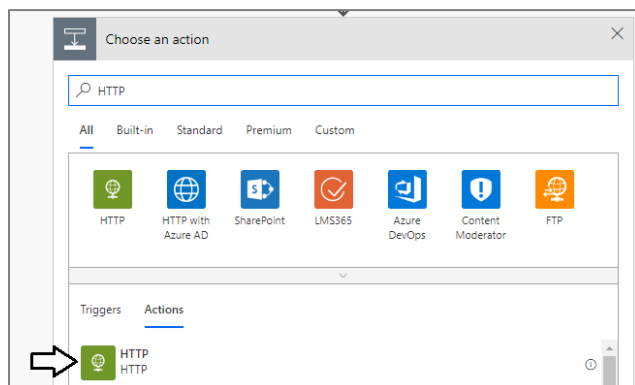 Choose an action
HTTP
All Built-in Standard Premium Custom
HTTP
HTTP with
Azure AD
SharePoint
LMS365
Azure
DevOps
Content
Moderator
FTP
Triggers Actions
HTTP
HTTP